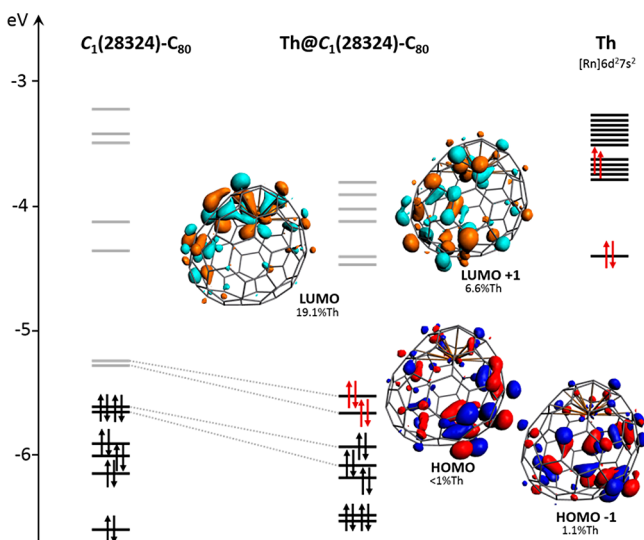 eV
C₁(28324)-C₈₀
Th@C₁(28324)-C₈₀
Th
[Rn]6d²7s²
-3
-4
-5
-6
LUMO
19.1%Th
LUMO +1
6.6%Th
HOMO
<1%Th
HOMO -1
1.1%Th